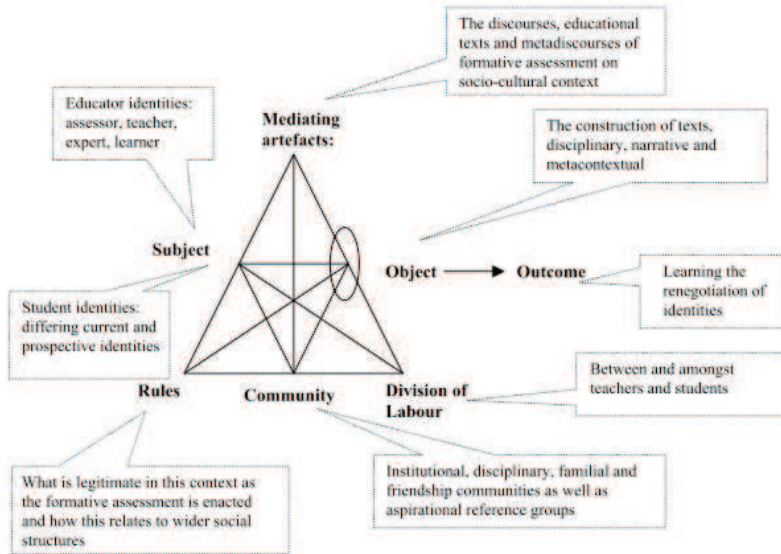 The discourses, educational
texts and metadiscourses of
formative assessment on
socio-cultural context
Educator identities:
assessor, teacher,
expert, learner
Mediating
artefacts:
The construction of texts,
disciplinary, narrative and
metacontextual
Subject
Object
Outcome
Learning the
renegotiation of
identities
Student identities:
differing current and
prospective identities
Rules
Community
Division of
Labour
Between and amongst
teachers and students
What is legitimate in this context as
the formative assessment is enacted
and how this relates to wider social
structures
Institutional, disciplinary, familial and
friendship communities as well as
aspirational reference groups